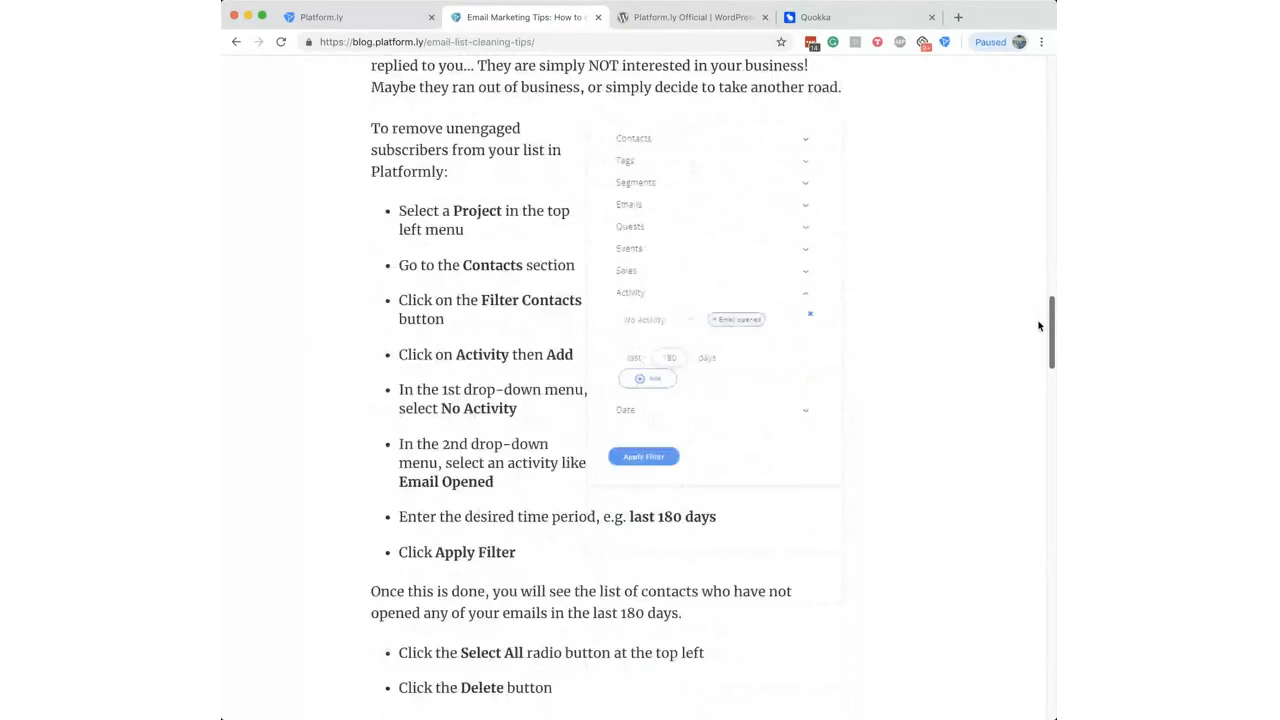 Platform.ly
Email Marketing Tips: How to c
Platform.ly Official | WordPres
Quokka
https://blog.platform.ly/email-list-cleaning-tips/
14
9+
Paused
replied to you... They are simply NOT interested in your business!
Maybe they ran out of business, or simply decide to take another road.
To remove unengaged
subscribers from your list in
Platformly:
• Select a Project in the top
left menu
• Go to the Contacts section
• Click on the Filter Contacts
button
• Click on Activity then Add
• In the 1st drop-down menu,
select No Activity
• In the 2nd drop-down
menu, select an activity like
Email Opened
• Enter the desired time period, e.g. last 180 days
• Click Apply Filter
Contacts
Tags
Segments
Emails
Quests
Events
Sales
Activity
No Activity
Email opened
last 180 days
Add
Date
Apply Filter
Once this is done, you will see the list of contacts who have not
opened any of your emails in the last 180 days.
• Click the Select All radio button at the top left
• Click the Delete button